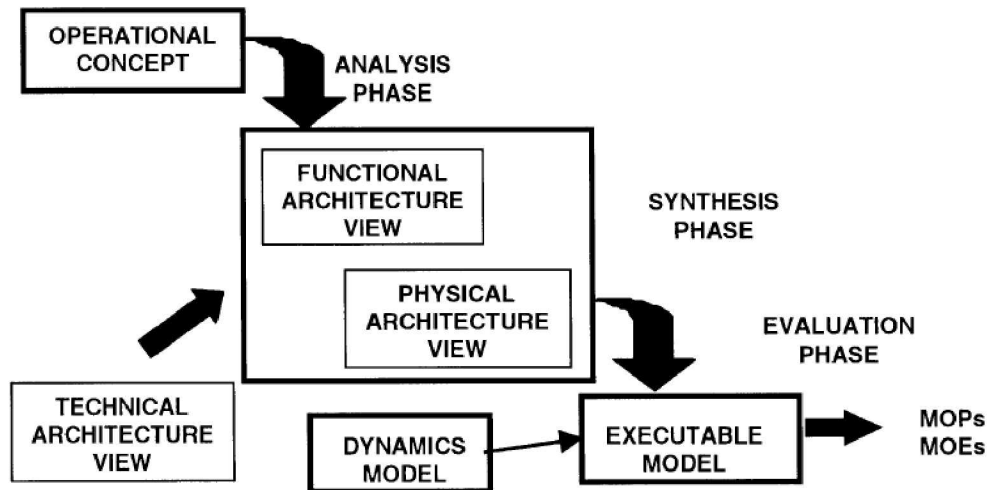 OPERATIONAL
CONCEPT
ANALYSIS
PHASE
FUNCTIONAL
ARCHITECTURE
VIEW
SYNTHESIS
PHASE
PHYSICAL
ARCHITECTURE
VIEW
EVALUATION
PHASE
TECHNICAL
ARCHITECTURE
VIEW
DYNAMICS
MODEL
EXECUTABLE
MODEL
MOPs
MOEs